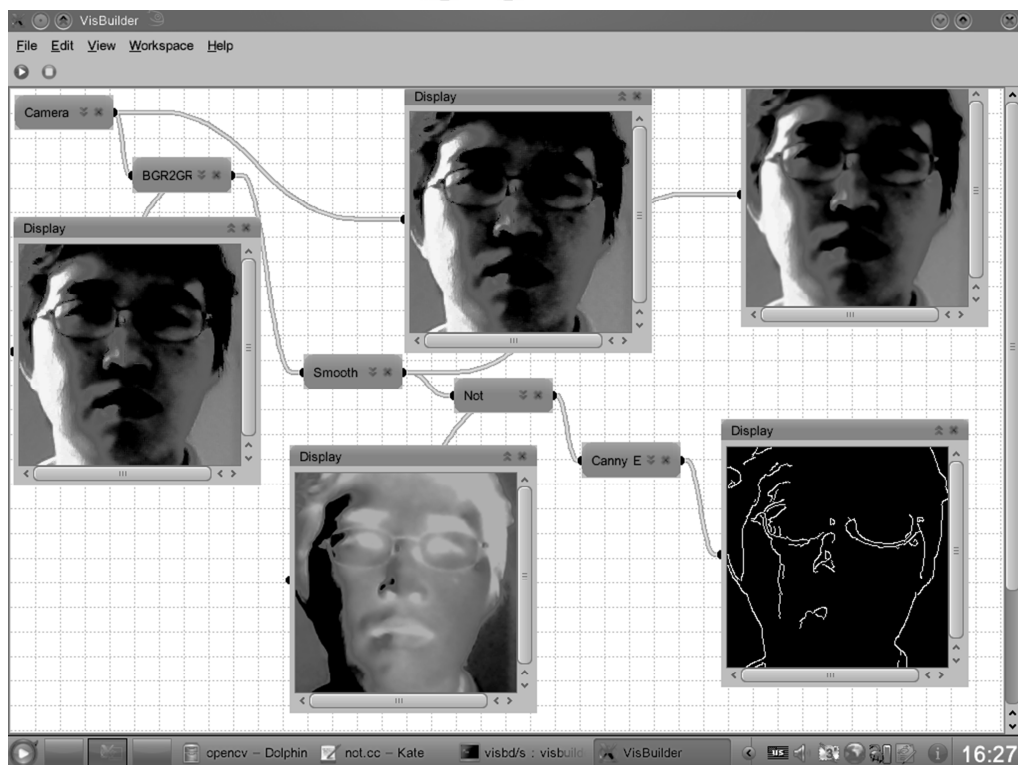 VisBuilder
File Edit View Workspace Help
Camera
Display
BGR2GR
Display
Smooth
Not
Display
Canny E
Display
opencv – Dolphin
not.cc – Kate
visbd/s : visbuild
VisBuilder
us
16:27